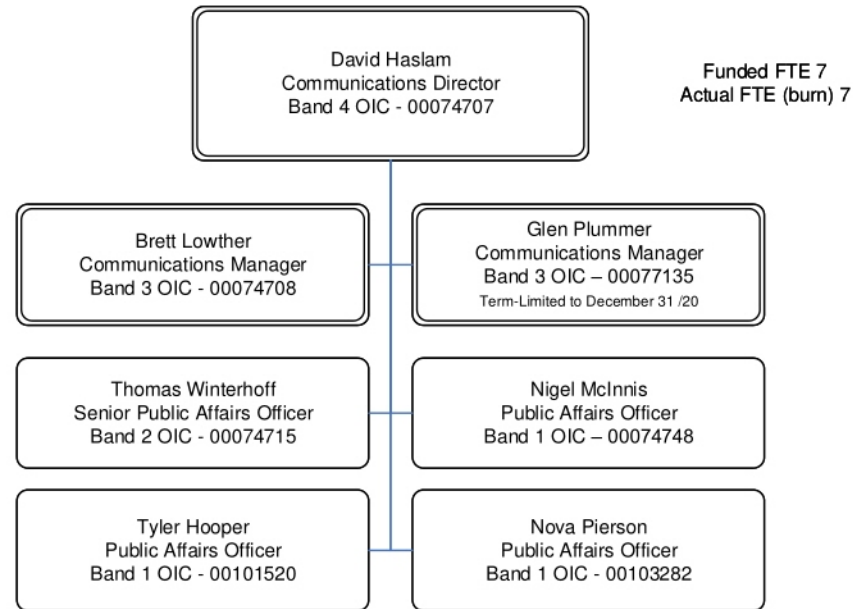 David Haslam
Communications Director
Band 4 OIC - 00074707
Funded FTE 7
Actual FTE (burn) 7
Brett Lowther
Communications Manager
Band 3 OIC - 00074708
Glen Plummer
Communications Manager
Band 3 OIC – 00077135
Term-Limited to December 31 /20
Thomas Winterhoff
Senior Public Affairs Officer
Band 2 OIC - 00074715
Nigel McInnis
Public Affairs Officer
Band 1 OIC – 00074748
Tyler Hooper
Public Affairs Officer
Band 1 OIC - 00101520
Nova Pierson
Public Affairs Officer
Band 1 OIC - 00103282